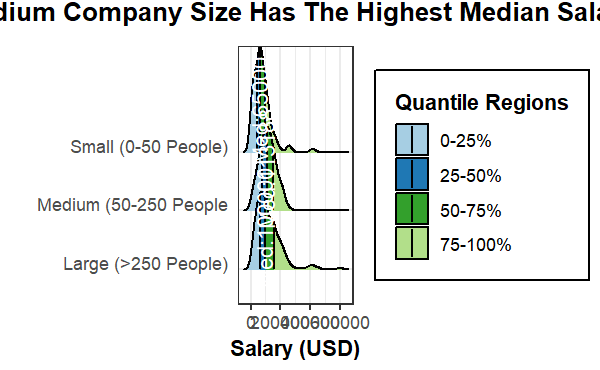 dium Company Size Has The Highest Median Sala
Small (0-50 People)
Medium (50-250 People
Large (>250 People)
Salary (USD)
Quantile Regions
0-25%
25-50%
50-75%
75-100%